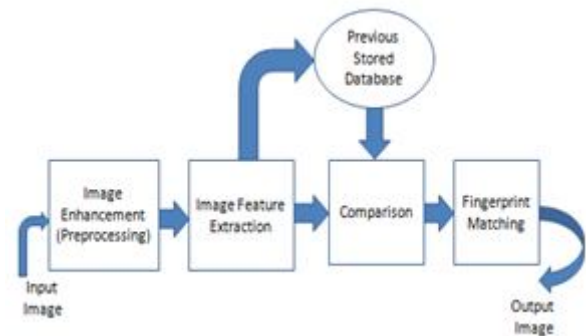 Previous
Stored
Database
Image
Enhancement
(Preprocessing)
Image Feature
Extraction
Comparison
Fingerprint
Matching
Input
Image
Output
Image